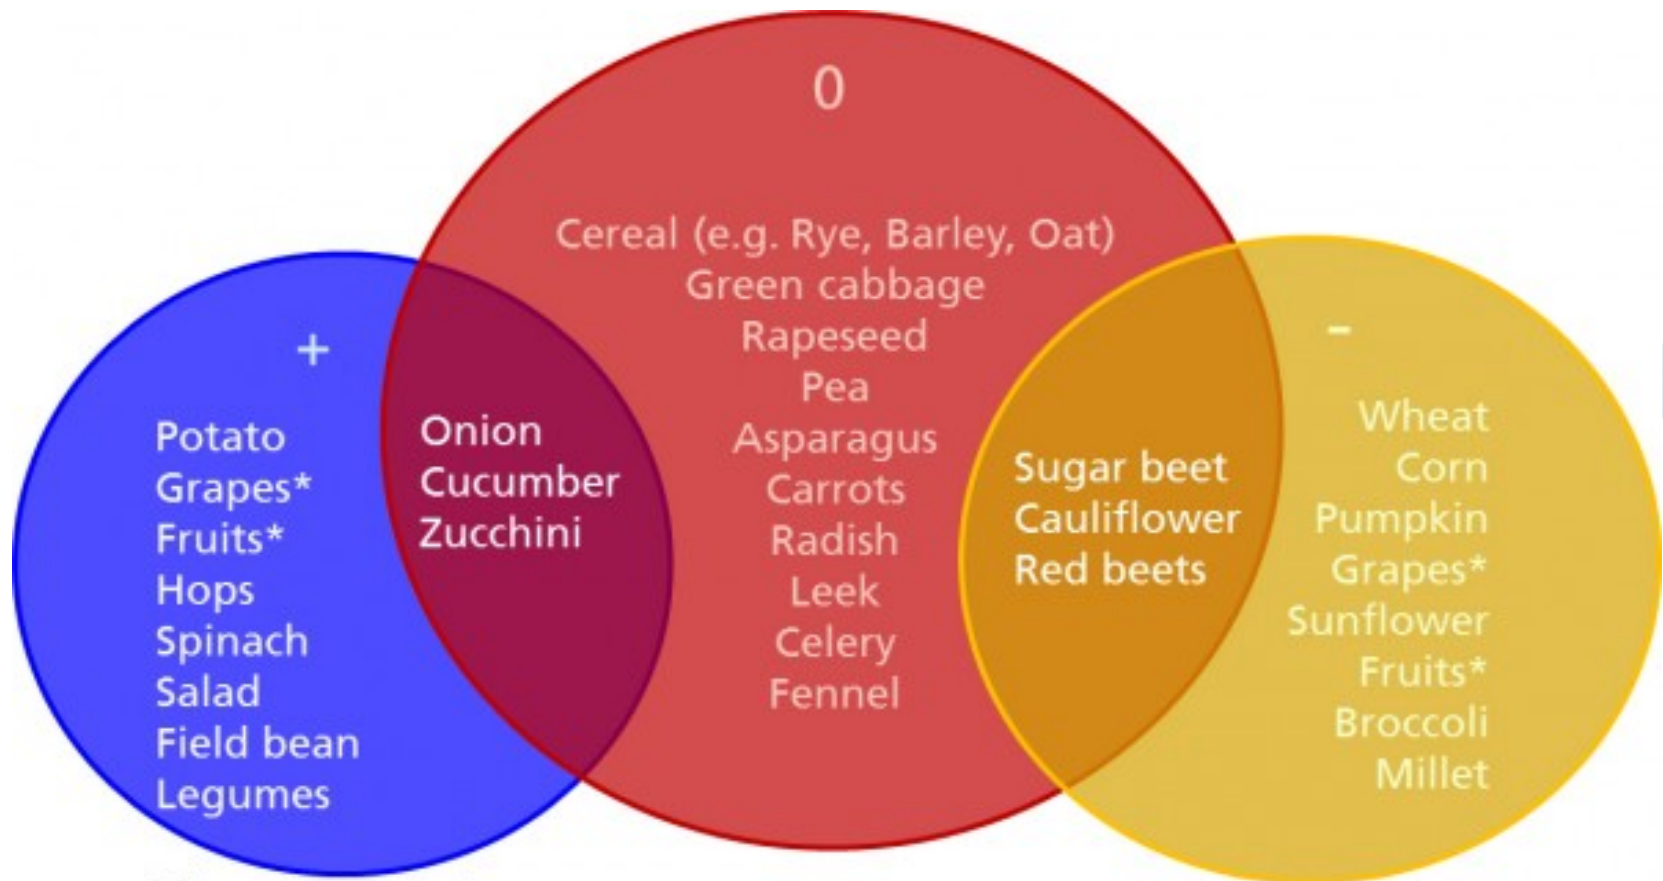 0
Cereal (e.g. Rye, Barley, Oat)
Green cabbage
Rapeseed
Pea
Asparagus
Carrots
Radish
Leek
Celery
Fennel
+
Potato
Grapes*
Fruits*
Hops
Spinach
Salad
Field bean
Legumes
Onion
Cucumber
Zucchini
Sugar beet
Cauliflower
Red beets
-
Wheat
Corn
Pumpkin
Grapes*
Sunflower
Fruits*
Broccoli
Millet